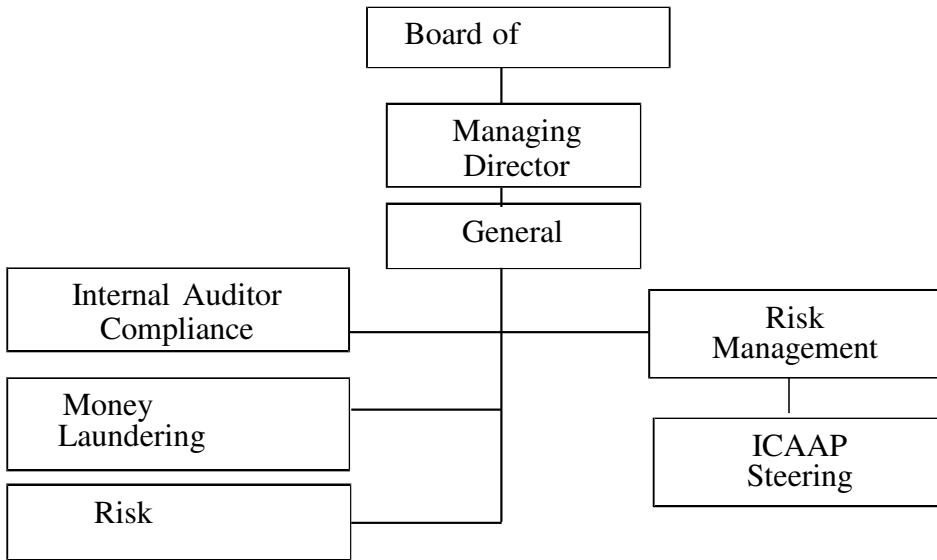 Board of
Managing
Director
General
Internal Auditor
Compliance
Risk
Management
Money
Laundering
ICAAP
Steering
Risk